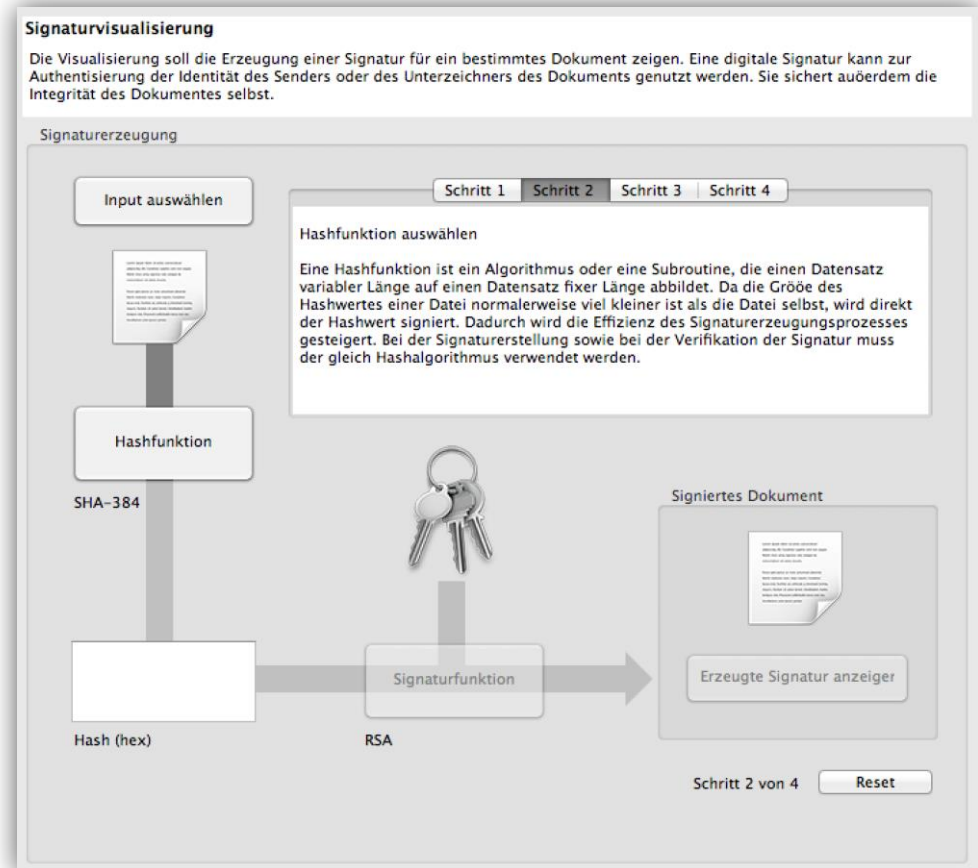 Signaturvisualisierung
Die Visualisierung soll die Erzeugung einer Signatur für ein bestimmtes Dokument zeigen. Eine digitale Signatur kann zur
Authentisierung der Identität des Senders oder des Unterzeichners des Dokuments genutzt werden. Sie sichert auöerdem die
Integrität des Dokumentes selbst.
Signaturerzeugung
Input auswählen
Schritt 1 Schritt 2 Schritt 3 Schritt 4
Hashfunktion auswählen
Eine Hashfunktion ist ein Algorithmus oder eine Subroutine, die einen Datensatz
variabler Länge auf einen Datensatz fixer Länge abbildet. Da die Grööe des
Hashwertes einer Datei normalerweise viel kleiner ist als die Datei selbst, wird direkt
der Hashwert signiert. Dadurch wird die Effizienz des Signaturerzeugungsprozesses
gesteigert. Bei der Signaturerstellung sowie bei der Verifikation der Signatur muss
der gleich Hashalgorithmus verwendet werden.
Hashfunktion
SHA-384
Signiertes Dokument
Signaturfunktion
Erzeugte Signatur anzeiger
Hash (hex)
RSA
Schritt 2 von 4
Reset